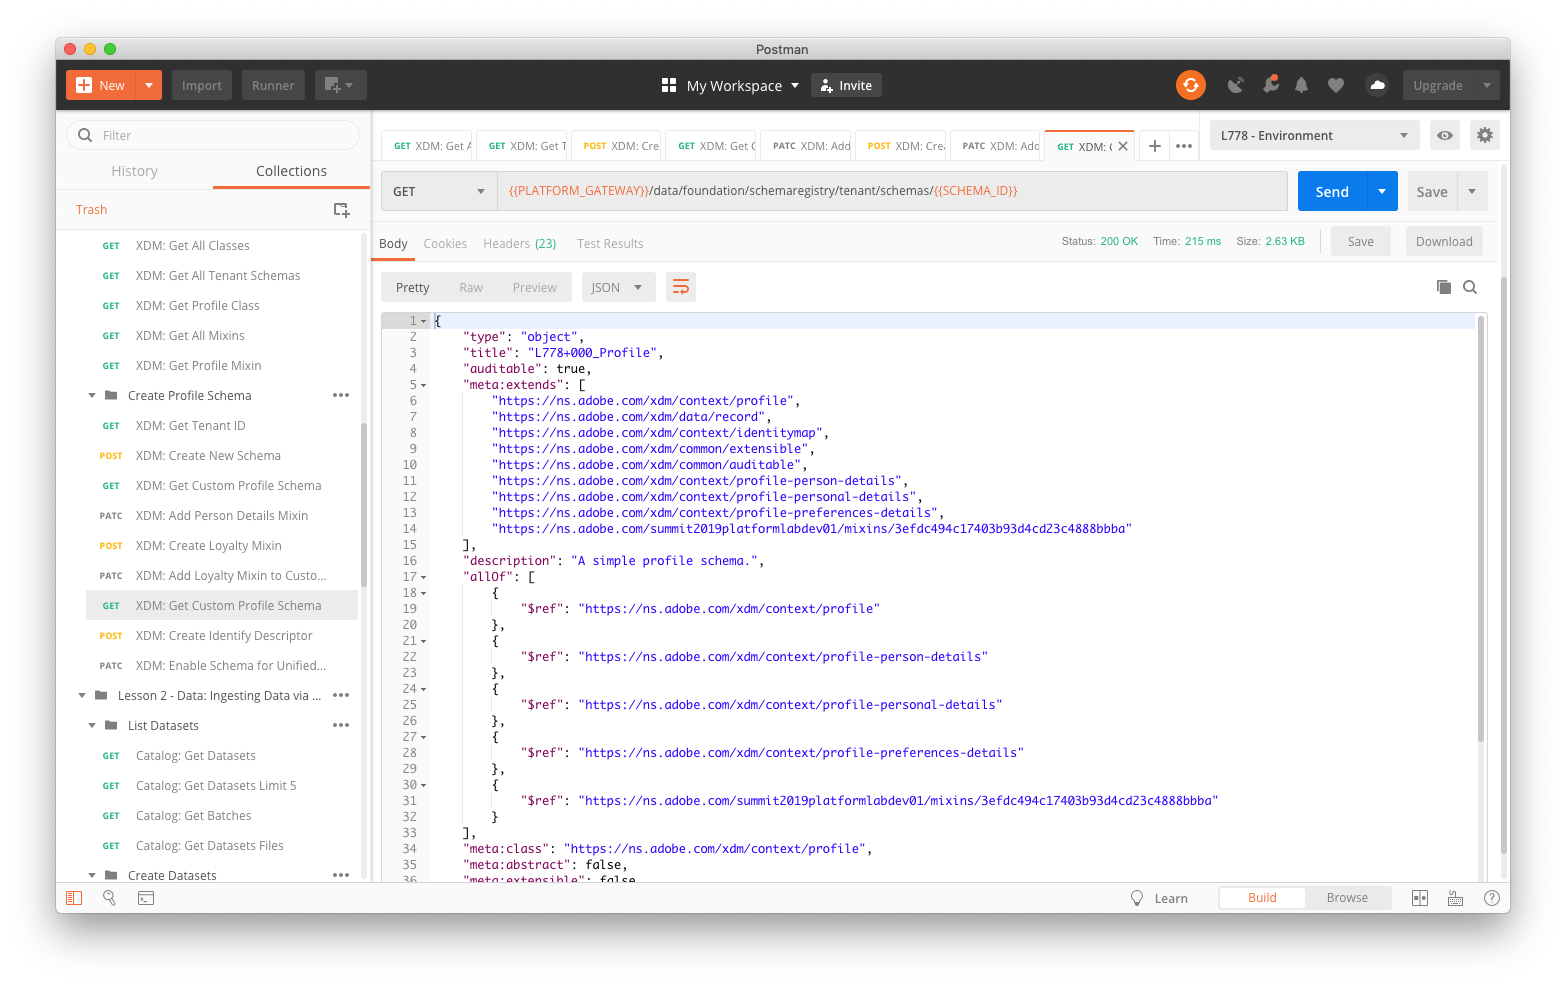 Postman
New
Import
Runner
My Workspace
Invite
Upgrade
Filter
History
Collections
Trash
GET XDM: Get All Classes
GET XDM: Get All Tenant Schemas
GET XDM: Get Profile Class
GET XDM: Get All Mixins
GET XDM: Get Profile Mixin
Create Profile Schema
GET XDM: Get Tenant ID
POST XDM: Create New Schema
GET XDM: Get Custom Profile Schema
PATC XDM: Add Person Details Mixin
POST XDM: Create Loyalty Mixin
PATC XDM: Add Loyalty Mixin to Custo...
GET XDM: Get Custom Profile Schema
POST XDM: Create Identify Descriptor
PATC XDM: Enable Schema for Unified...
Lesson 2 - Data: Ingesting Data via ...
List Datasets
GET Catalog: Get Datasets
GET Catalog: Get Datasets Limit 5
GET Catalog: Get Batches
GET Catalog: Get Datasets Files
Create Datasets
GET XDM: Get A
GET XDM: Get T
POST XDM: Cre
GET XDM: Get C
PATC XDM: Add
POST XDM: Cre
PATC XDM: Add
GET XDM: G
L778 - Environment
GET
{{PLATFORM_GATEWAY}}/data/foundation/schemaregistry/tenant/schemas/{{SCHEMA_ID}}
Send
Save
Body Cookies Headers (23) Test Results
Status: 200 OK Time: 215 ms Size: 2.63 KB
Save
Download
Pretty Raw Preview
JSON
1 {
2 "type": "object",
3 "title": "L778+000_Profile",
4 "auditable": true,
5 "meta:extends": [
6 "https://ns.adobe.com/xdm/context/profile",
7 "https://ns.adobe.com/xdm/data/record",
8 "https://ns.adobe.com/xdm/context/identitymap",
9 "https://ns.adobe.com/xdm/common/extensible",
10 "https://ns.adobe.com/xdm/common/auditable",
11 "https://ns.adobe.com/xdm/context/profile-person-details",
12 "https://ns.adobe.com/xdm/context/profile-personal-details",
13 "https://ns.adobe.com/xdm/context/profile-preferences-details",
14 "https://ns.adobe.com/summit2019platformlabdev01/mixins/3efdc494c17403b93d4cd23c4888bbba"
15 ],
16 "description": "A simple profile schema.",
17 "allOf": [
18 {
19 "$ref": "https://ns.adobe.com/xdm/context/profile"
20 },
21 {
22 "$ref": "https://ns.adobe.com/xdm/context/profile-person-details"
23 },
24 {
25 "$ref": "https://ns.adobe.com/xdm/context/profile-personal-details"
26 },
27 {
28 "$ref": "https://ns.adobe.com/xdm/context/profile-preferences-details"
29 },
30 {
31 "$ref": "https://ns.adobe.com/summit2019platformlabdev01/mixins/3efdc494c17403b93d4cd23c4888bbba"
32 }
33 ],
34 "meta:class": "https://ns.adobe.com/xdm/context/profile",
35 "meta:abstract": false,
36 "meta:extensible": false
Learn
Build
Browse